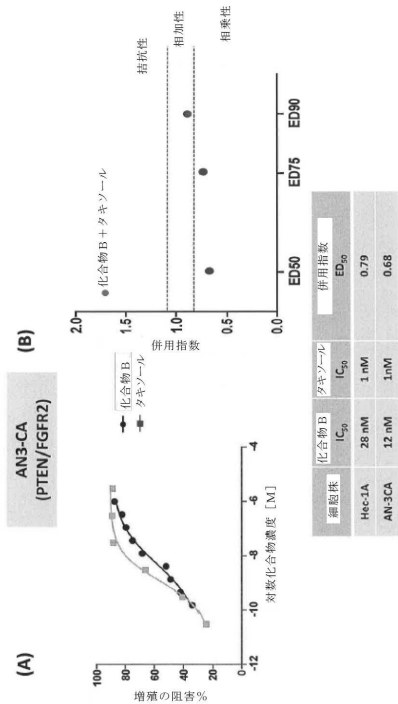 AN3-CA
(PTEN/FGFR2)
(A)
増殖の阻害%
100
80
60
40
20
-12
-10
-8
-6
-4
対数化合物濃度 [M]
化合物B
タキソール
(B)
併用指数
2.0
1.5
1.0
0.5
0.0
化合物B+タキソール
拮抗性
相加性
相乗性
ED50
ED75
ED90
細胞株 化合物B IC50 タキソール IC50 併用指数 ED50
Hec-1A 28 nM 1 nM 0.79
AN-3CA 12 nM 1nM 0.68